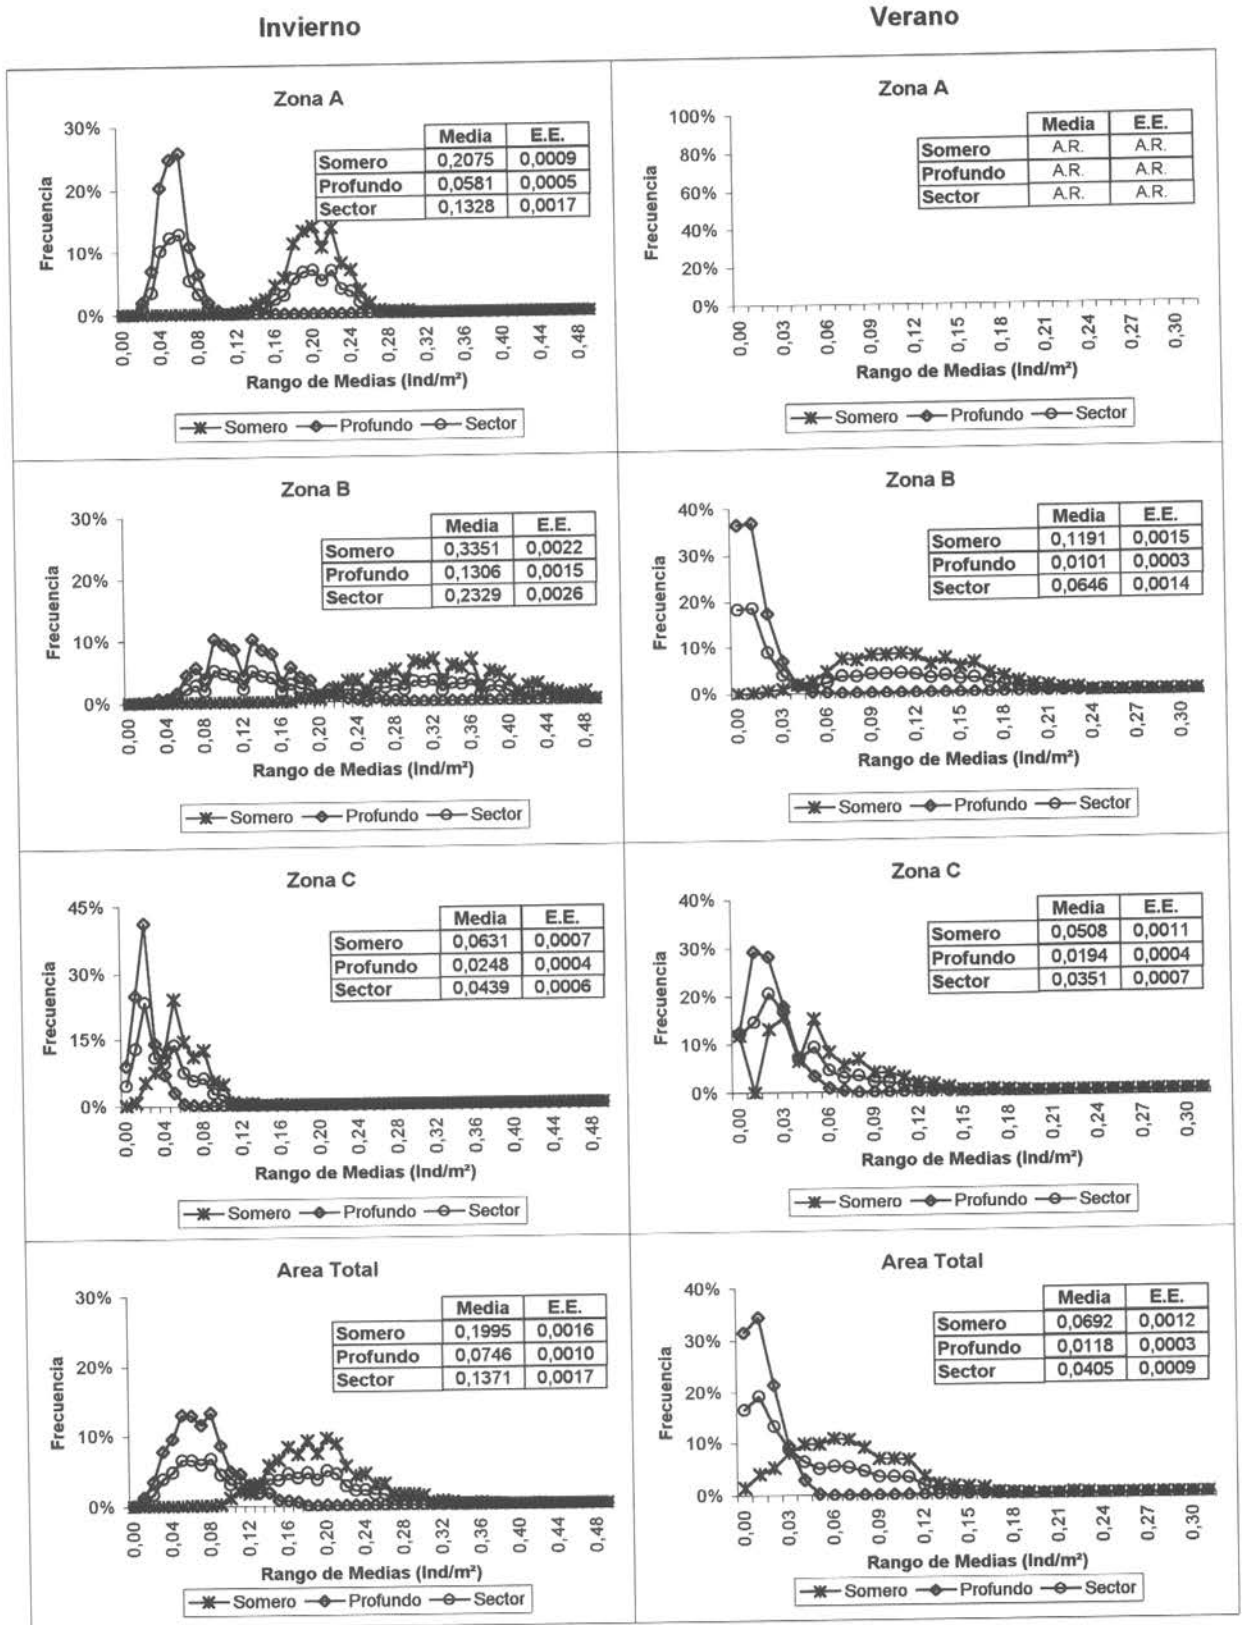 Invierno
Verano
Zona A
Media E.E.
Somero 0,2075 0,0009
Profundo 0,0581 0,0005
Sector 0,1328 0,0017
Frecuencia
30%
20%
10%
0%
0,00 0,04 0,08 0,12 0,16 0,20 0,24 0,28 0,32 0,36 0,40 0,44 0,48
Rango de Medias (Ind/m²)
Somero Profundo Sector
Zona A
Media E.E.
Somero A.R. A.R.
Profundo A.R. A.R.
Sector A.R. A.R.
Frecuencia
100%
80%
60%
40%
20%
0%
0,00 0,03 0,06 0,09 0,12 0,15 0,18 0,21 0,24 0,27 0,30
Rango de Medias (Ind/m²)
Somero Profundo Sector
Zona B
Media E.E.
Somero 0,3351 0,0022
Profundo 0,1306 0,0015
Sector 0,2329 0,0026
Frecuencia
30%
20%
10%
0%
0,00 0,04 0,08 0,12 0,16 0,20 0,24 0,28 0,32 0,36 0,40 0,44 0,48
Rango de Medias (Ind/m²)
Somero Profundo Sector
Zona B
Media E.E.
Somero 0,1191 0,0015
Profundo 0,0101 0,0003
Sector 0,0646 0,0014
Frecuencia
40%
30%
20%
10%
0%
0,00 0,03 0,06 0,09 0,12 0,15 0,18 0,21 0,24 0,27 0,30
Rango de Medias (Ind/m²)
Somero Profundo Sector
Zona C
Media E.E.
Somero 0,0631 0,0007
Profundo 0,0248 0,0004
Sector 0,0439 0,0006
Frecuencia
45%
30%
15%
0%
0,00 0,04 0,08 0,12 0,16 0,20 0,24 0,28 0,32 0,36 0,40 0,44 0,48
Rango de Medias (Ind/m²)
Somero Profundo Sector
Zona C
Media E.E.
Somero 0,0508 0,0011
Profundo 0,0194 0,0004
Sector 0,0351 0,0007
Frecuencia
40%
30%
20%
10%
0%
0,00 0,03 0,06 0,09 0,12 0,15 0,18 0,21 0,24 0,27 0,30
Rango de Medias (Ind/m²)
Somero Profundo Sector
Area Total
Media E.E.
Somero 0,1995 0,0016
Profundo 0,0746 0,0010
Sector 0,1371 0,0017
Frecuencia
30%
20%
10%
0%
0,00 0,04 0,08 0,12 0,16 0,20 0,24 0,28 0,32 0,36 0,40 0,44 0,48
Rango de Medias (Ind/m²)
Somero Profundo Sector
Area Total
Media E.E.
Somero 0,0692 0,0012
Profundo 0,0118 0,0003
Sector 0,0405 0,0009
Frecuencia
40%
30%
20%
10%
0%
0,00 0,03 0,06 0,09 0,12 0,15 0,18 0,21 0,24 0,27 0,30
Rango de Medias (Ind/m²)
Somero Profundo Sector